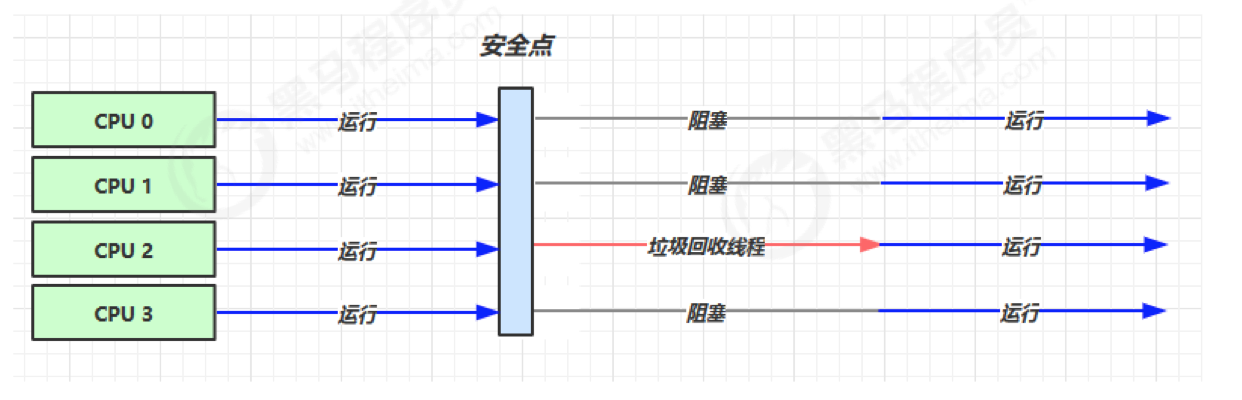 安全点
CPU 0 运行 阻塞 运行
CPU 1 运行 阻塞 运行
CPU 2 运行 垃圾回收线程 运行
CPU 3 运行 阻塞 运行
黑马程序员
www.itheima.com
黑马程序员
www.itheima.com